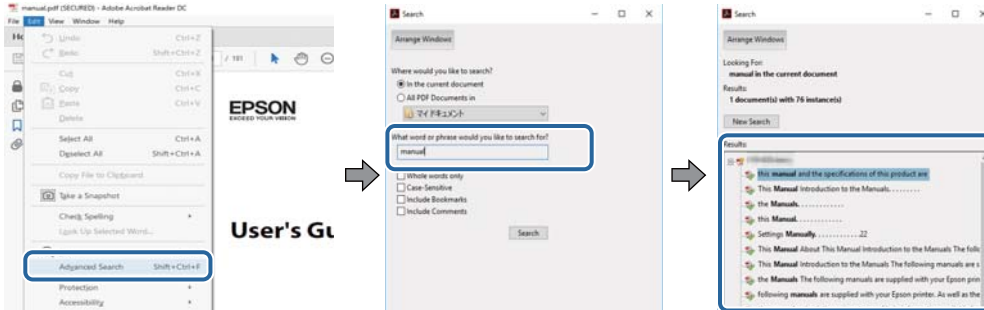 manual.pdf (SECURED) - Adobe Acrobat Reader DC
File Edit View Window Help
Undo Ctrl+Z
Redo Shift+Ctrl+Z
Cut Ctrl+X
Copy Ctrl+C
Paste Ctrl+V
Delete
Select All Ctrl+A
Deselect All Shift+Ctrl+A
Copy File to Clipboard
Take a Snapshot
Check Spelling
Look Up Selected Word...
Advanced Search Shift+Ctrl+F
Protection
Accessibility
/ 181
EPSON
EXCEED YOUR VISION
User's Gu
Search
Arrange Windows
Where would you like to search?
In the current document
All PDF Documents in
マイ ドキュメント
What word or phrase would you like to search for?
manual
Whole words only
Case-Sensitive
Include Bookmarks
Include Comments
Search
Search
Arrange Windows
Looking For:
manual in the current document
Results:
1 document(s) with 76 instance(s)
New Search
Results:
this manual and the specifications of this product are
This Manual Introduction to the Manuals. . . . . . . . .
the Manuals. . . . . . . . . . . . .
this Manual. . . . . . . . . . . . .
Settings Manually. . . . . . . . . . . . .22
This Manual About This Manual Introduction to the Manuals The follo
This Manual Introduction to the Manuals The following manuals are s
the Manuals The following manuals are supplied with your Epson prin
following manuals are supplied with your Epson printer. As well as the